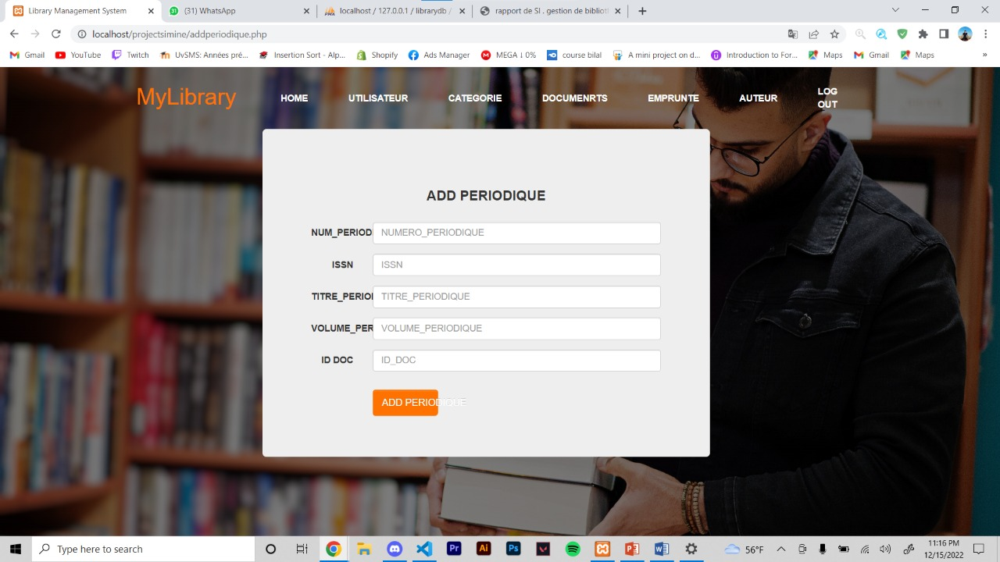 Library Management System
(31) WhatsApp
localhost / 127.0.0.1 / librarydb /
rapport de SI . gestion de bibliot
localhost/projectsimine/addperiodique.php
Gmail
YouTube
Twitch
UvSMS: Années pré...
Insertion Sort - Alp...
Shopify
Ads Manager
MEGA ↓ 0%
course bilal
A mini project on d...
Introduction to For...
Maps
Gmail
Maps
»
MyLibrary
HOME
UTILISATEUR
CATEGORIE
DOCUMENRTS
EMPRUNTE
AUTEUR
LOG
OUT
ADD PERIODIQUE
NUM_PERIOD
NUMERO_PERIODIQUE
ISSN
ISSN
TITRE_PERIO
TITRE_PERIODIQUE
VOLUME_PER
VOLUME_PERIODIQUE
ID DOC
ID_DOC
ADD PERIODIQUE
Type here to search
Pr
Ai
Ps
56°F
11:16 PM
12/15/2022